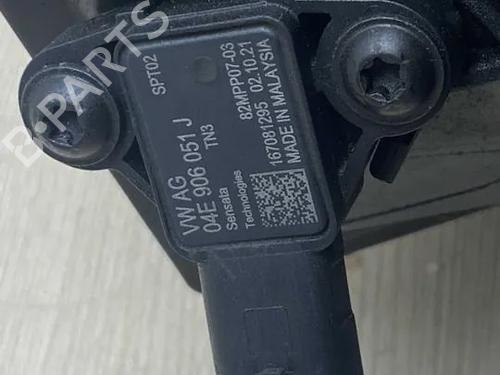 B-PARTS
SPT02
VW AG
04E 906 051 J
Sensata TN3
Technologies
82MPP07-03
167081295 02.10.21
MADE IN MALAYSIA